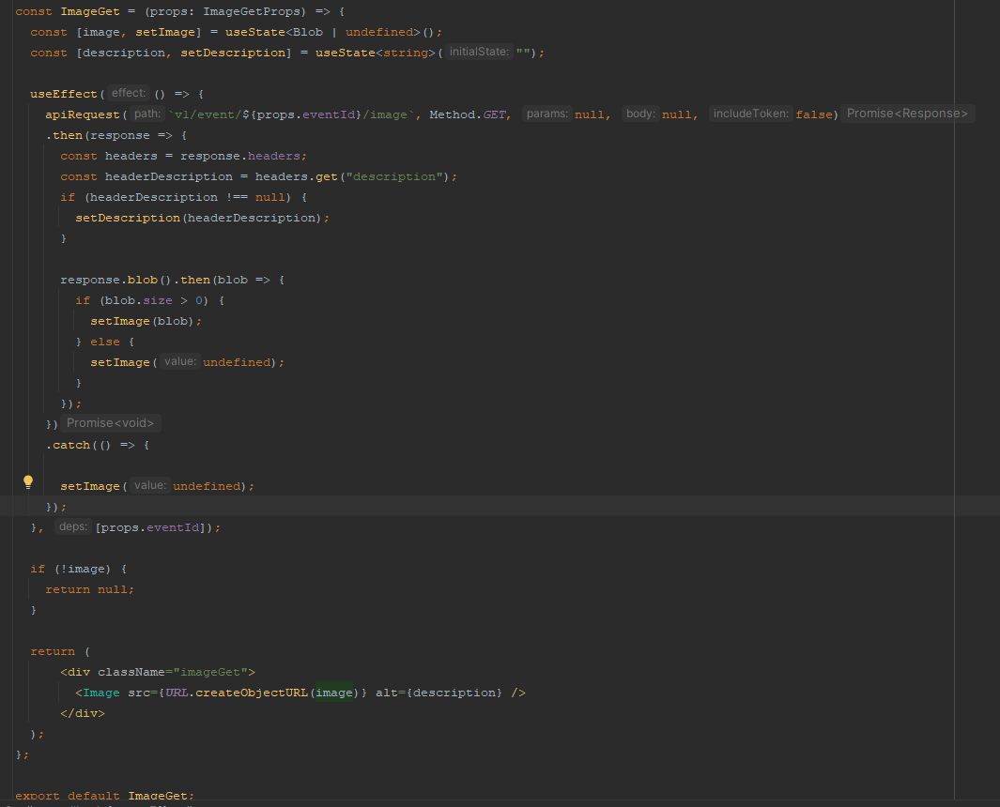 const ImageGet = (props: ImageGetProps) => {
const [image, setImage] = useState<Blob | undefined>();
const [description, setDescription] = useState<string>( initialState: "");
useEffect( effect: () => {
apiRequest( path: `v1/event/${props.eventId}/image`, Method.GET, params: null, body: null, includeToken: false) Promise<Response>
.then(response => {
const headers = response.headers;
const headerDescription = headers.get("description");
if (headerDescription !== null) {
setDescription(headerDescription);
}
response.blob().then(blob => {
if (blob.size > 0) {
setImage(blob);
} else {
setImage( value: undefined);
}
});
}) Promise<void>
.catch(() => {
setImage( value: undefined);
});
}, deps: [props.eventId]);
if (!image) {
return null;
}
return (
<div className="imageGet">
<Image src={URL.createObjectURL(image)} alt={description} />
</div>
);
};
export default ImageGet;